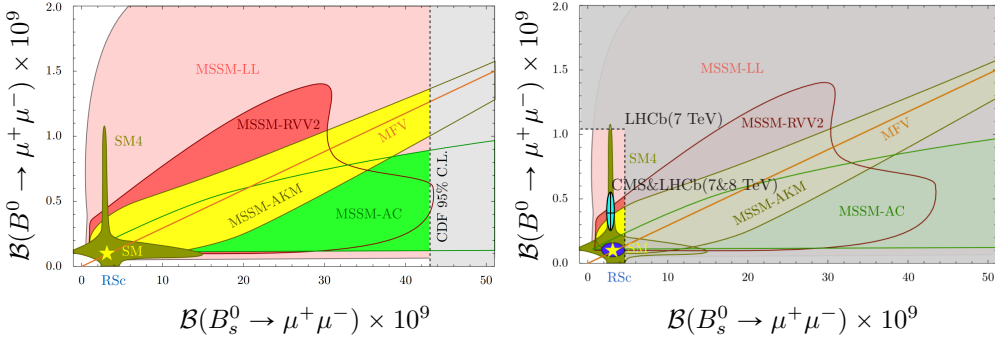 2.0
1.5
1.0
0.5
0.0
B(B⁰ → μ⁺μ⁻) × 10⁹
MSSM-LL
MSSM-RVV2
MFV
SM4
MSSM-AKM
MSSM-AC
CDF 95% C.L.
SM
0 10 20 30 40 50
RSc
B(B⁰ₛ → μ⁺μ⁻) × 10⁹
2.0
1.5
1.0
0.5
0.0
B(B⁰ → μ⁺μ⁻) × 10⁹
MSSM-LL
LHCb(7 TeV)
MSSM-RVV2
MFV
SM4
CMS&LHCb(7&8 TeV)
MSSM-AKM
MSSM-AC
SM
0 10 20 30 40 50
RSc
B(B⁰ₛ → μ⁺μ⁻) × 10⁹